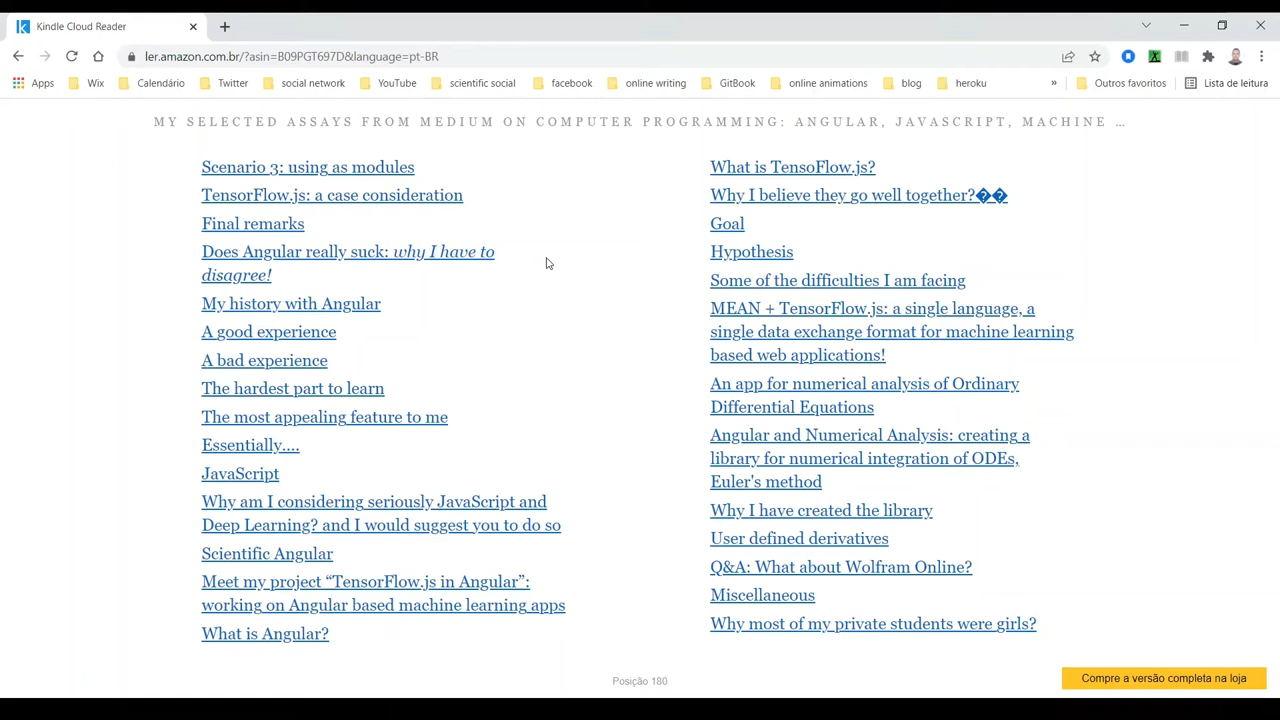 Kindle Cloud Reader
ler.amazon.com.br/?asin=B09PGT697D&language=pt-BR
Apps Wix Calendário Twitter social network YouTube scientific social facebook online writing GitBook online animations blog heroku » Outros favoritos Lista de leitura
MY SELECTED ASSAYS FROM MEDIUM ON COMPUTER PROGRAMMING: ANGULAR, JAVASCRIPT, MACHINE …
Scenario 3: using as modules
TensorFlow.js: a case consideration
Final remarks
Does Angular really suck: why I have to
disagree!
My history with Angular
A good experience
A bad experience
The hardest part to learn
The most appealing feature to me
Essentially....
JavaScript
Why am I considering seriously JavaScript and
Deep Learning? and I would suggest you to do so
Scientific Angular
Meet my project “TensorFlow.js in Angular”:
working on Angular based machine learning apps
What is Angular?
What is TensoFlow.js?
Why I believe they go well together?��
Goal
Hypothesis
Some of the difficulties I am facing
MEAN + TensorFlow.js: a single language, a
single data exchange format for machine learning
based web applications!
An app for numerical analysis of Ordinary
Differential Equations
Angular and Numerical Analysis: creating a
library for numerical integration of ODEs,
Euler's method
Why I have created the library
User defined derivatives
Q&A: What about Wolfram Online?
Miscellaneous
Why most of my private students were girls?
Posição 180
Compre a versão completa na loja